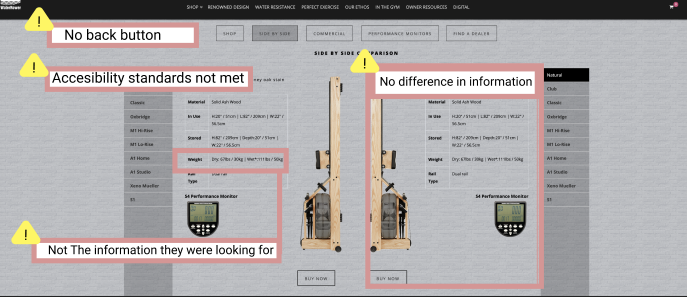 WaterRower
SHOP RENOWNED DESIGN WATER RESISTANCE PERFECT EXERCISE OUR ETHOS IN THE GYM OWNER RESOURCES DIGITAL
No back button
SHOP SIDE BY SIDE COMMERCIAL PERFORMANCE MONITORS FIND A DEALER
SIDE BY SIDE COMPARISON
Accesibility standards not met
ney oak stain
No difference in information
Classic
Oxbridge
M1 Hi-Rise
M1 Lo-Rise
A1 Home
A1 Studio
Xeno Mueller
S1
Material Solid Ash Wood
In Use H:20" / 51cm | L:82" / 209cm | W:22" /
56.5cm
Stored H:82" / 209cm | Depth:20" / 51cm |
W:22" / 56.5cm
Weight Dry: 67lbs / 30kg | Wet*:111lbs / 50kg
Rail Dual rail
Type
S4 Performance Monitor
Material Solid Ash Wood
In Use H:20" / 51cm | L:82" / 209cm | W:22" /
56.5cm
Stored H:82" / 209cm | Depth:20" / 51cm |
W:22" / 56.5cm
Weight Dry: 67lbs / 30kg | Wet*:111lbs / 50kg
Rail Dual rail
Type
S4 Performance Monitor
Natural
Club
Classic
Oxbridge
M1 Hi-Rise
M1 Lo-Rise
A1 Home
A1 Studio
Xeno Mueller
S1
Not The information they were looking for
BUY NOW BUY NOW